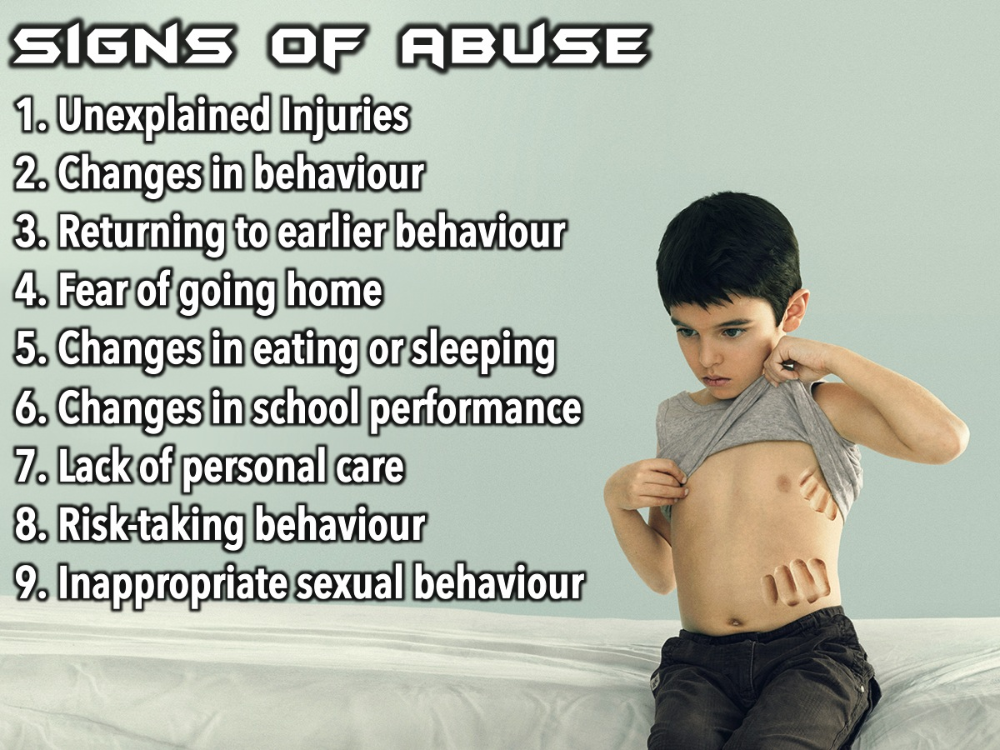 SIGNS OF ABUSE
1. Unexplained Injuries
2. Changes in behaviour
3. Returning to earlier behaviour
4. Fear of going home
5. Changes in eating or sleeping
6. Changes in school performance
7. Lack of personal care
8. Risk-taking behaviour
9. Inappropriate sexual behaviour